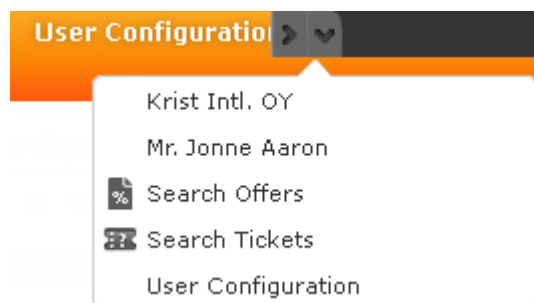 User Configuratio
Krist Intl. OY
Mr. Jonne Aaron
Search Offers
Search Tickets
User Configuration